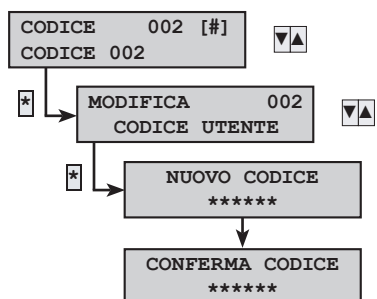 CODICE 002 [#]
CODICE 002
▼▲
*
MODIFICA 002
CODICE UTENTE
▼▲
*
NUOVO CODICE
******
CONFERMA CODICE
******